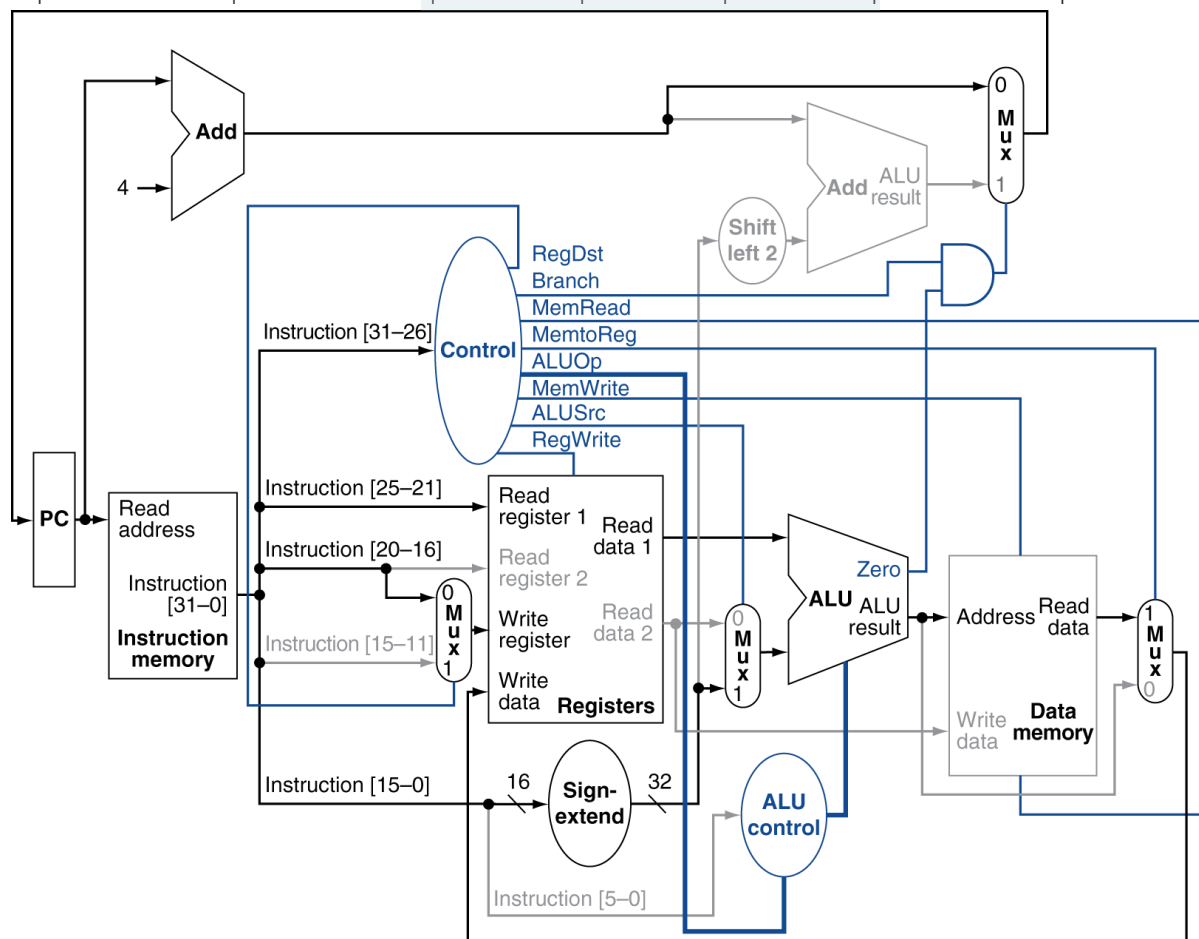 0
Mux
1
Add
4
Add
ALU
result
Shift
left 2
RegDst
Branch
MemRead
MemtoReg
ALUOp
MemWrite
ALUSrc
RegWrite
Control
Instruction [31–26]
PC
Read
address
Instruction
[31–0]
Instruction
memory
Instruction [25–21]
Instruction [20–16]
Instruction [15–11]
0
Mux
1
Read
register 1
Read
register 2
Write
register
Write
data
Read
data 1
Read
data 2
Registers
0
Mux
1
Zero
ALU
ALU
result
Address
Read
data
Write
data
Data
memory
1
Mux
0
Instruction [15–0]
16
Sign-
extend
32
ALU
control
Instruction [5–0]